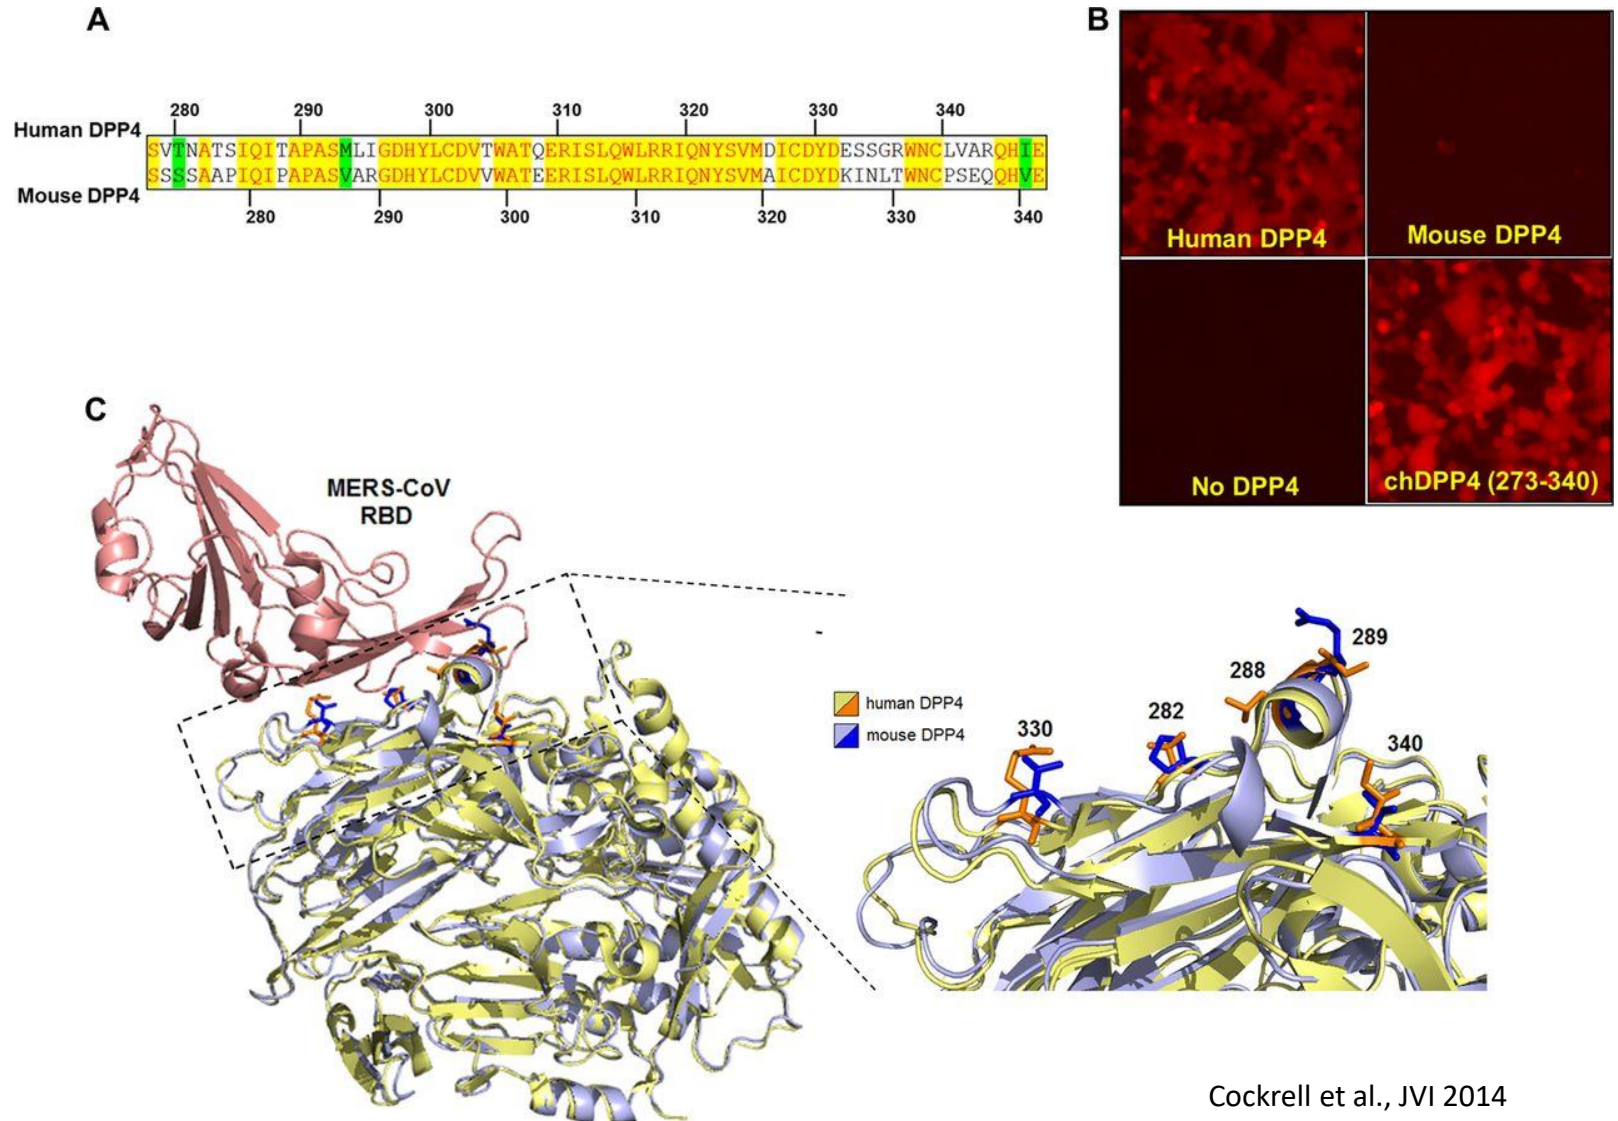 A
280 290 300 310 320 330 340
Human DPP4
SVTNATSIQITAPASMLIGDHYLCDVTWATQERISLQWLRRIQNYSVMDICDYDESSGRWNCLVARQHIE
SSSSAAPIQIPAPASVARGDHYLCDVVWATEERISLQWLRRIQNYSVMAICDYDKINLTWNCPSEQQHVE
Mouse DPP4
280 290 300 310 320 330 340
B
Human DPP4
Mouse DPP4
No DPP4
chDPP4 (273-340)
C
MERS-CoV
RBD
human DPP4
mouse DPP4
289
288
282
330
340
Cockrell et al., JVI 2014